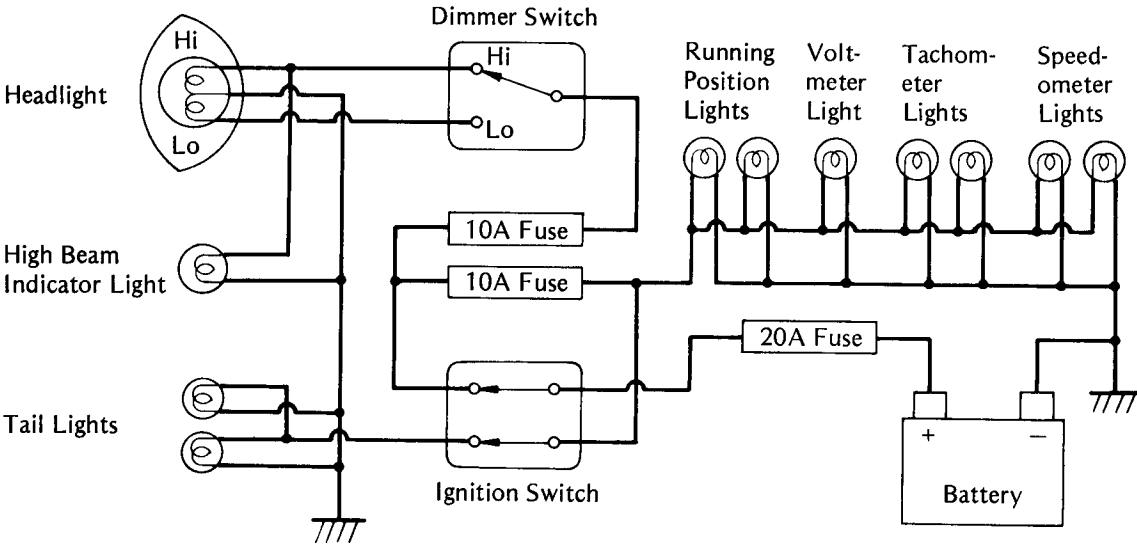 Dimmer Switch
Hi
Headlight
Lo
Hi
Lo
Running
Position
Lights
Volt-
meter
Light
Tachom-
eter
Lights
Speed-
ometer
Lights
10A Fuse
High Beam
Indicator Light
10A Fuse
20A Fuse
Tail Lights
Ignition Switch
+
−
Battery